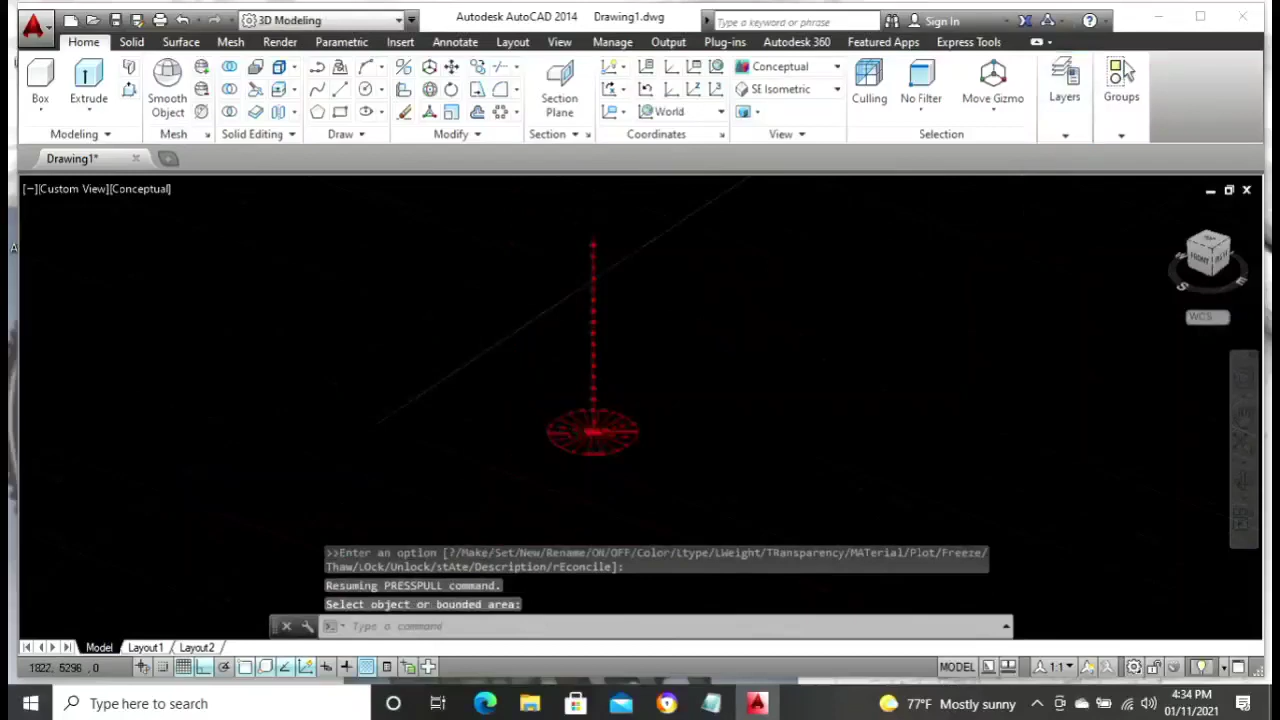 3D Modeling
Autodesk AutoCAD 2014 Drawing1.dwg
Type a keyword or phrase
Sign In
Home Solid Surface Mesh Render Parametric Insert Annotate Layout View Manage Output Plug-ins Autodesk 360 Featured Apps Express Tools
Conceptual
SE Isometric
World
Box Extrude Smooth Object Section Plane Culling No Filter Move Gizmo Layers Groups
Modeling Mesh Solid Editing Draw Modify Section Coordinates View Selection
Drawing1*
[−][Custom View][Conceptual]
TOP
FRONT
W
S
E
WCS
>>Enter an option [?/Make/Set/New/Rename/ON/OFF/Color/Ltype/LWeight/TRansparency/MATerial/Plot/Freeze/
Thaw/LOck/Unlock/stAte/Description/rEconcile]:
Resuming PRESSPULL command.
Select object or bounded area:
Type a command
Model Layout1 Layout2
1822, 5296 , 0
MODEL
1:1
Type here to search
77°F Mostly sunny
4:34 PM
01/11/2021